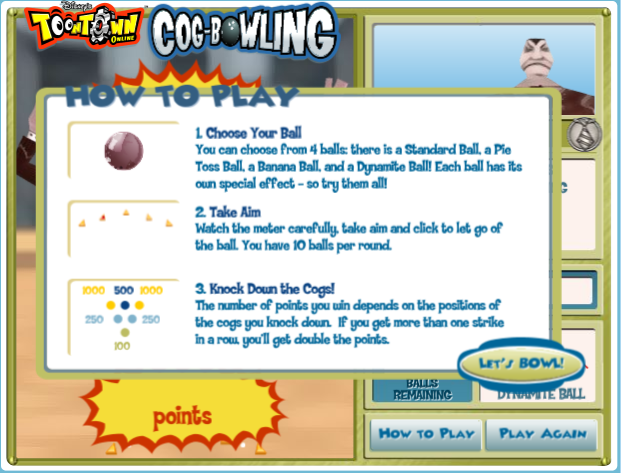 Disney's
TOONTOWN
ONLINE
COG-BOWLING
HOW TO PLAY
1. Choose Your Ball
You can choose from 4 balls: there is a Standard Ball, a Pie
Toss Ball, a Banana Ball, and a Dynamite Ball! Each ball has its
own special effect - so try them all!
2. Take Aim
Watch the meter carefully, take aim and click to let go of
the ball. You have 10 balls per round.
1000 500 1000
250 250
100
3. Knock Down the Cogs!
The number of points you win depends on the positions of
the cogs you knock down. If you get more than one strike
in a row, you'll get double the points.
LET'S BOWL!
points
BALLS
REMAINING
DYNAMITE BALL
HOW TO PLAY
PLAY AGAIN